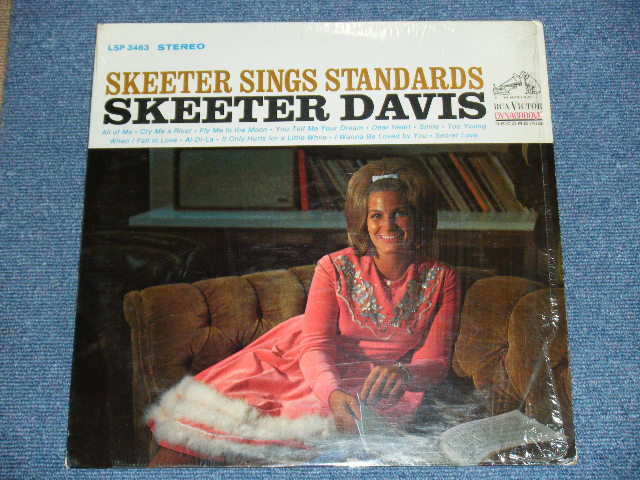 LSP 3463 STEREO
SKEETER SINGS STANDARDS
SKEETER DAVIS
RCA VICTOR
DYNAGROOVE
RECORDING
All of Me • Cry Me a River • Fly Me to the Moon • You Tell Me Your Dream • Dear Heart • Smile • Too Young
When I Fall in Love • Al-Di-La • It Only Hurts for a Little While • I Wanna Be Loved by You • Secret Love